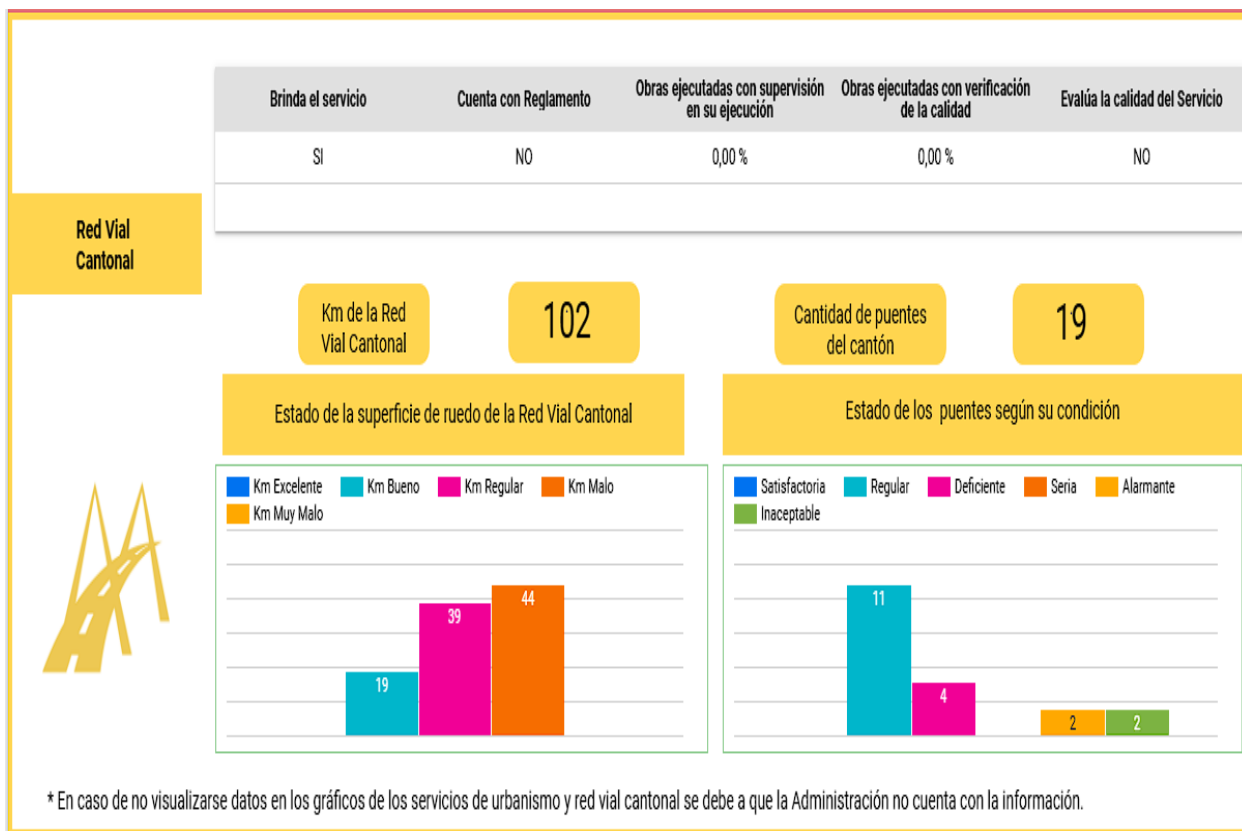 Brinda el servicio
Cuenta con Reglamento
Obras ejecutadas con supervisión
en su ejecución
Obras ejecutadas con verificación
de la calidad
Evalúa la calidad del Servicio
SI
NO
0,00 %
0,00 %
NO
Red Vial
Cantonal
Km de la Red
Vial Cantonal
102
Cantidad de puentes
del cantón
19
Estado de la superficie de ruedo de la Red Vial Cantonal
Km Excelente
Km Bueno
Km Regular
Km Malo
Km Muy Malo
19
39
44
Estado de los puentes según su condición
Satisfactoria
Regular
Deficiente
Seria
Alarmante
Inaceptable
11
4
2
2
* En caso de no visualizarse datos en los gráficos de los servicios de urbanismo y red vial cantonal se debe a que la Administración no cuenta con la información.